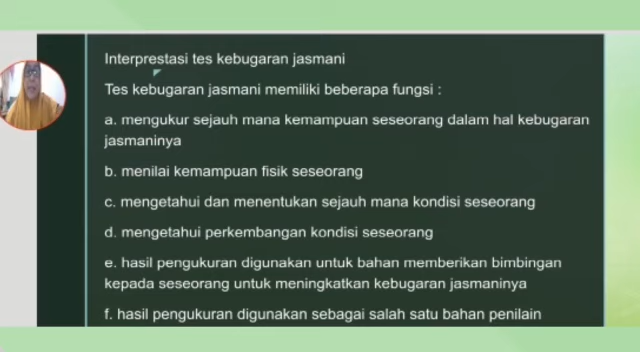 Interprestasi tes kebugaran jasmani
Tes kebugaran jasmani memiliki beberapa fungsi :
a. mengukur sejauh mana kemampuan seseorang dalam hal kebugaran
jasmaninya
b. menilai kemampuan fisik seseorang
c. mengetahui dan menentukan sejauh mana kondisi seseorang
d. mengetahui perkembangan kondisi seseorang
e. hasil pengukuran digunakan untuk bahan memberikan bimbingan
kepada seseorang untuk meningkatkan kebugaran jasmaninya
f. hasil pengukuran digunakan sebagai salah satu bahan penilain